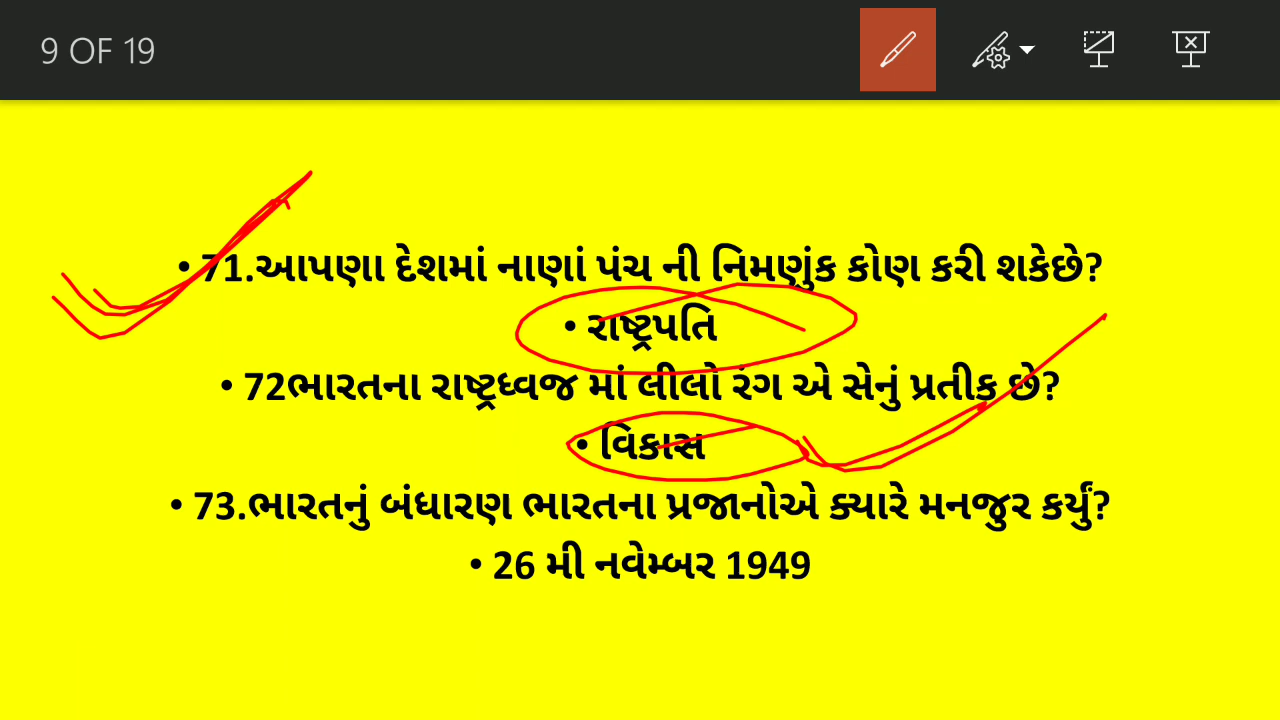 9 OF 19
• 71.આપણા દેશમાં નાણાં પંચ ની નિમણુંક કોણ કરી શકેછે?
• રાષ્ટ્રપતિ
• 72ભારતના રાષ્ટ્રધ્વજ માં લીલો રંગ એ સેનું પ્રતીક છે?
• વિકાસ
• 73.ભારતનું બંધારણ ભારતના પ્રજાનોએ ક્યારે મનજુર કર્યું?
• 26 મી નવેમ્બર 1949